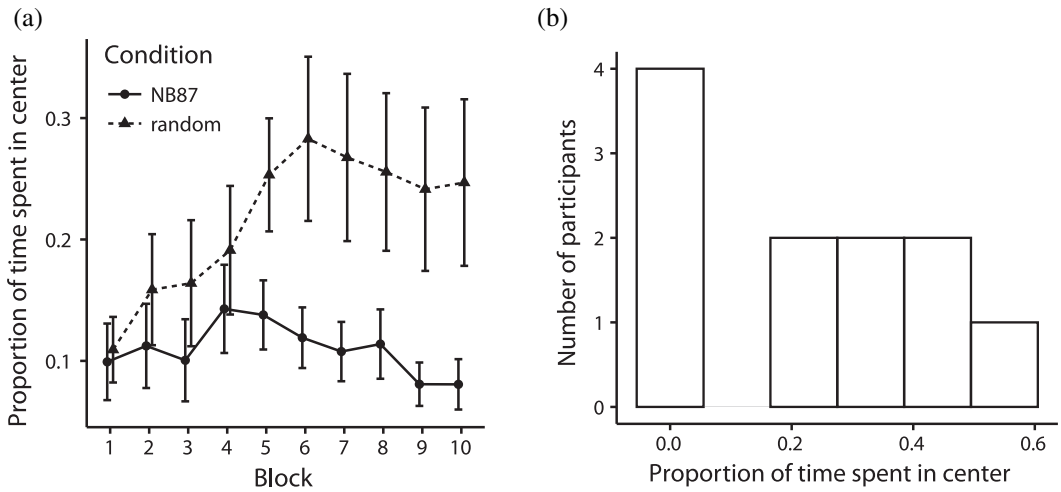 (a)
Proportion of time spent in center
0.3
0.2
0.1
Condition
NB87
random
1 2 3 4 5 6 7 8 9 10
Block
(b)
Number of participants
4
3
2
1
0
0.0 0.2 0.4 0.6
Proportion of time spent in center